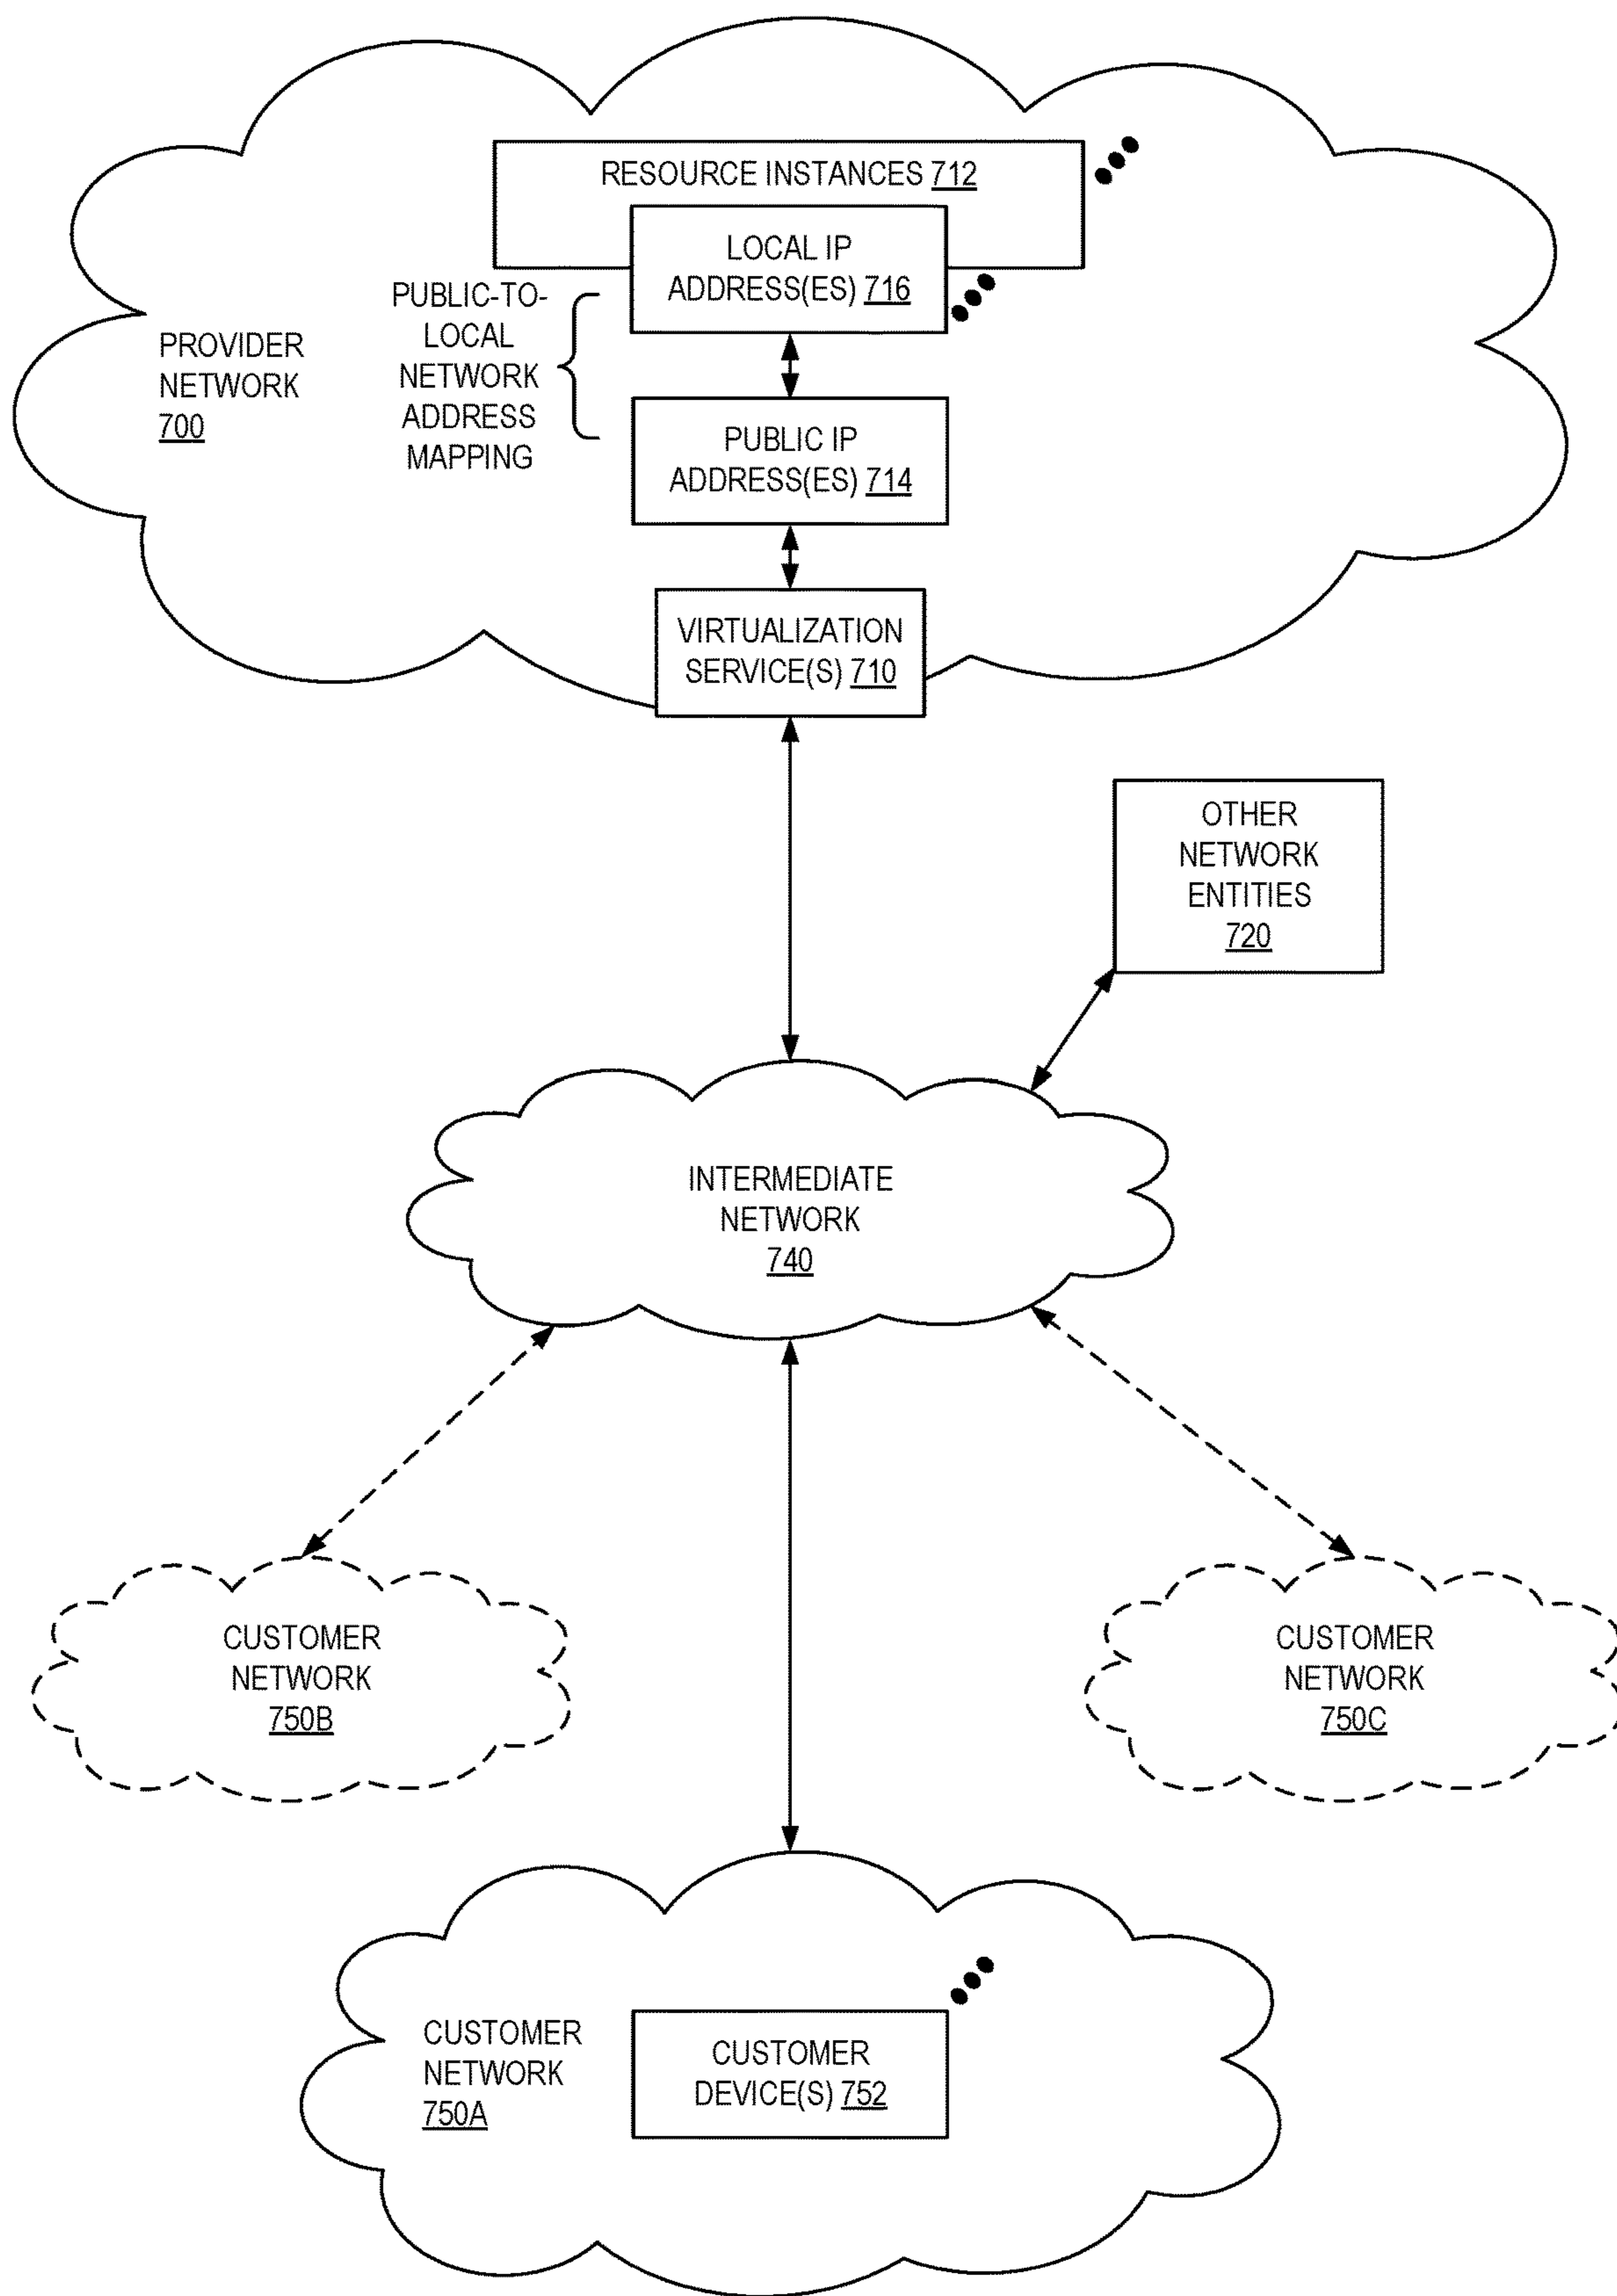 RESOURCE INSTANCES 712
LOCAL IP
ADDRESS(ES) 716
PUBLIC-TO-
LOCAL
NETWORK
ADDRESS
MAPPING
PROVIDER
NETWORK
700
PUBLIC IP
ADDRESS(ES) 714
VIRTUALIZATION
SERVICE(S) 710
OTHER
NETWORK
ENTITIES
720
INTERMEDIATE
NETWORK
740
CUSTOMER
NETWORK
750B
CUSTOMER
NETWORK
750C
CUSTOMER
NETWORK
750A
CUSTOMER
DEVICE(S) 752